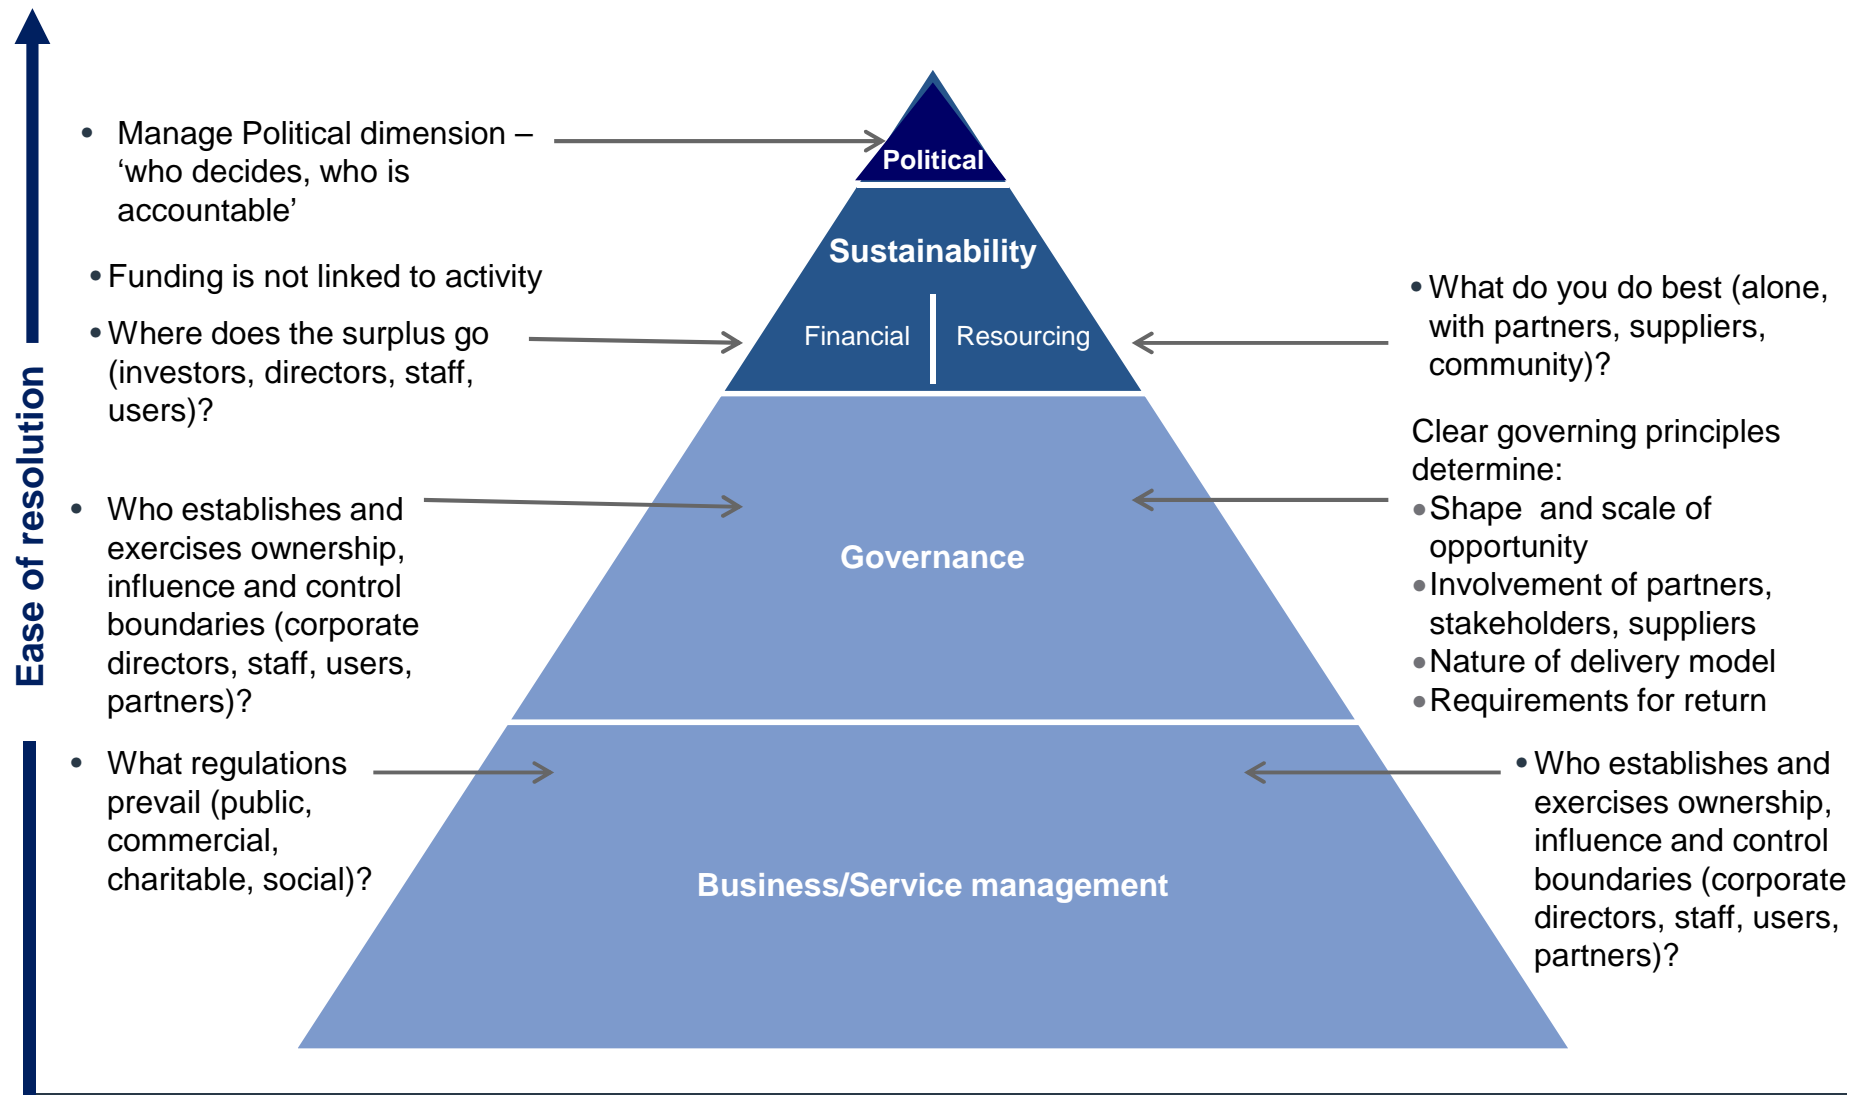 Ease of resolution
• Manage Political dimension –
‘who decides, who is
accountable’
• Funding is not linked to activity
• Where does the surplus go
(investors, directors, staff,
users)?
• Who establishes and
exercises ownership,
influence and control
boundaries (corporate
directors, staff, users,
partners)?
• What regulations
prevail (public,
commercial,
charitable, social)?
Political
Sustainability
Financial
Resourcing
Governance
Business/Service management
• What do you do best (alone,
with partners, suppliers,
community)?
Clear governing principles
determine:
• Shape  and scale of
opportunity
• Involvement of partners,
stakeholders, suppliers
• Nature of delivery model
• Requirements for return
• Who establishes and
exercises ownership,
influence and control
boundaries (corporate
directors, staff, users,
partners)?